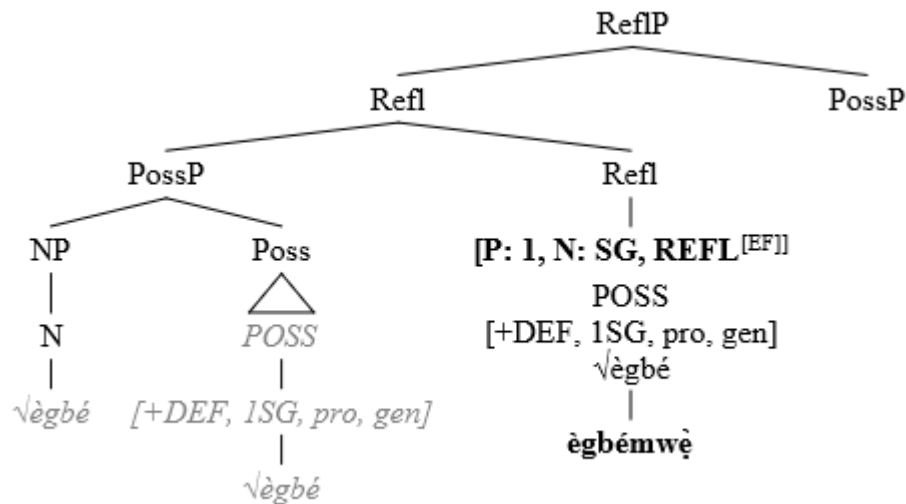 ReflP
Refl PossP
PossP Refl
NP Poss [P: 1, N: SG, REFL[EF]]
POSS
N POSS [+DEF, 1SG, pro, gen]
√ègbé
√ègbé [+DEF, 1SG, pro, gen] ègbémwẹ̀
√ègbé